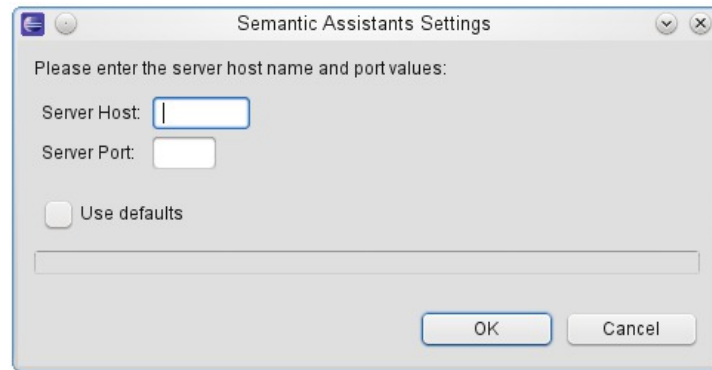 Semantic Assistants Settings
Please enter the server host name and port values:
Server Host:
Server Port:
Use defaults
OK Cancel